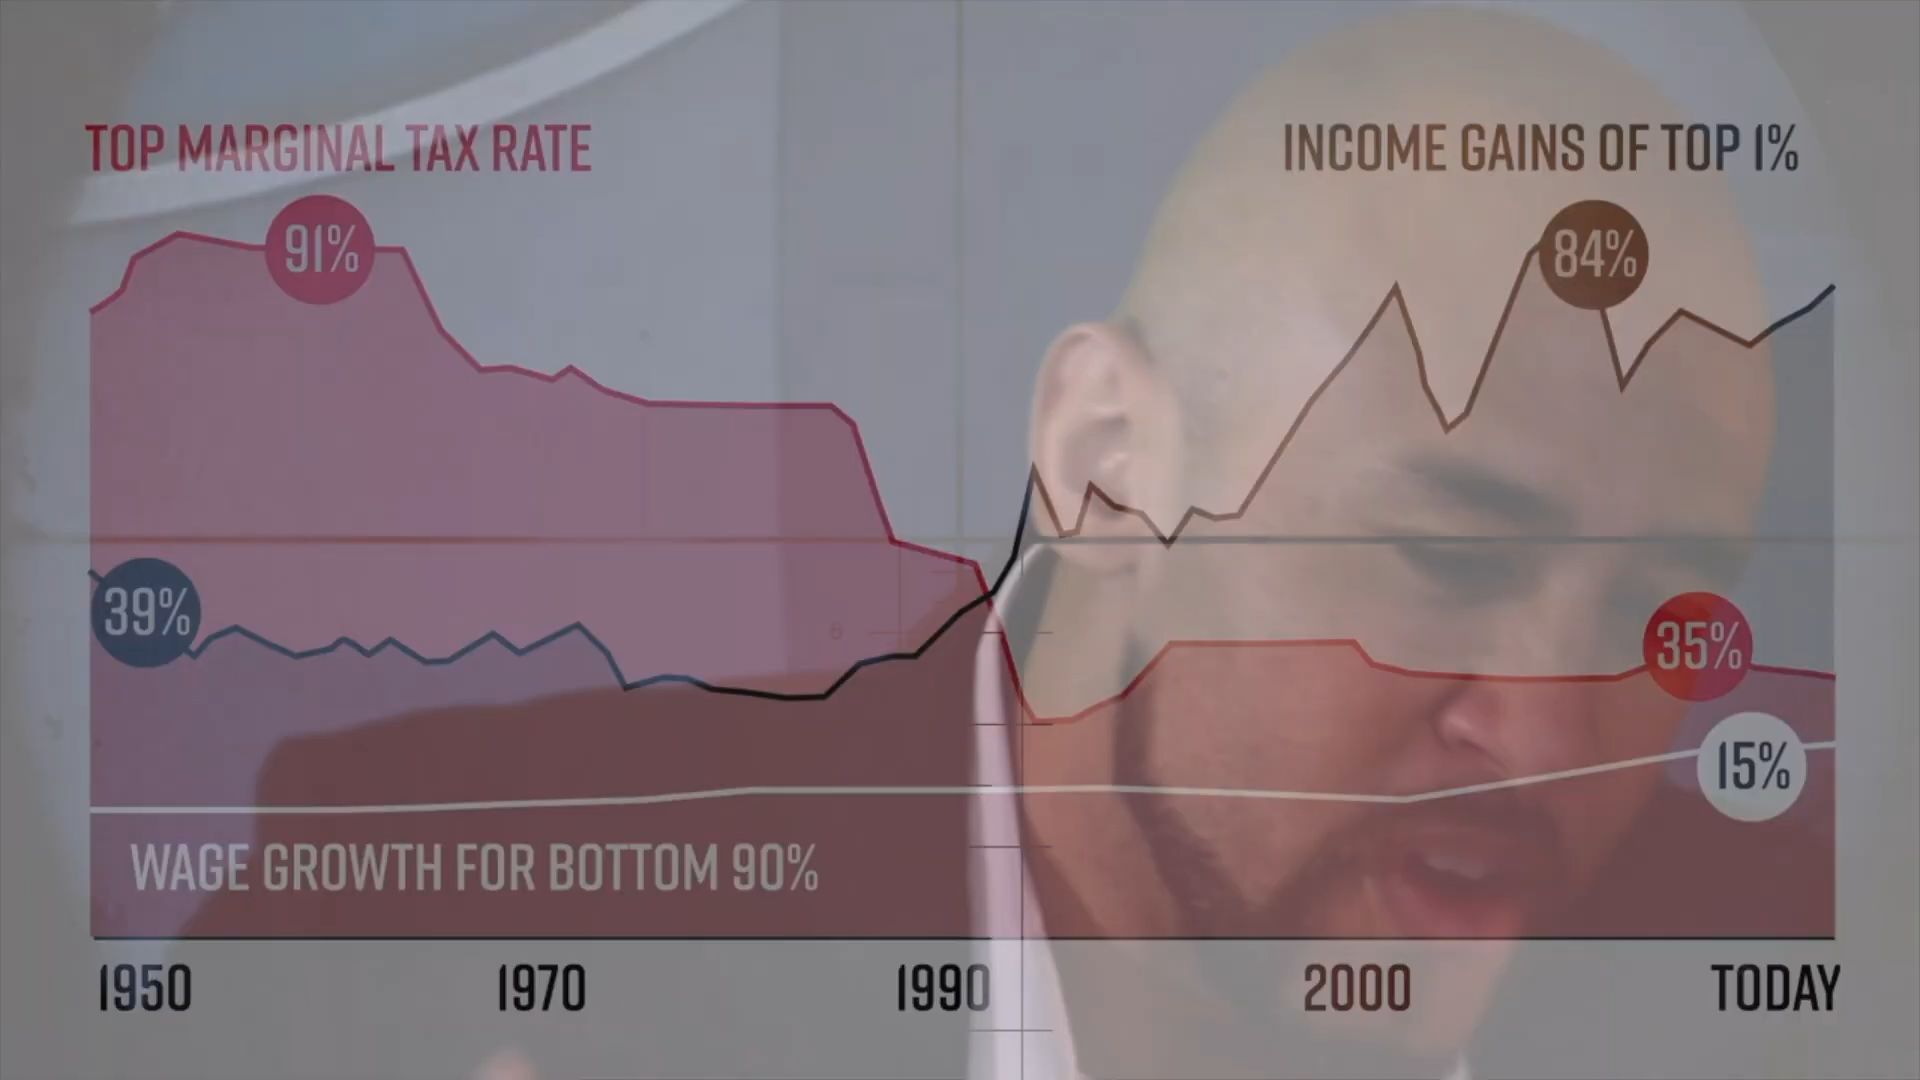 TOP MARGINAL TAX RATE
INCOME GAINS OF TOP 1%
91%
84%
39%
35%
15%
WAGE GROWTH FOR BOTTOM 90%
1950
1970
1990
2000
TODAY